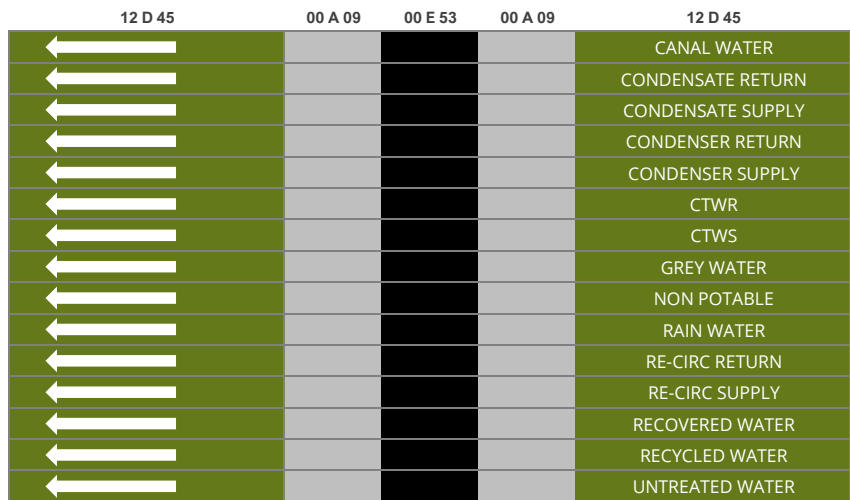 12 D 45 00 A 09 00 E 53 00 A 09 12 D 45
CANAL WATER
CONDENSATE RETURN
CONDENSATE SUPPLY
CONDENSER RETURN
CONDENSER SUPPLY
CTWR
CTWS
GREY WATER
NON POTABLE
RAIN WATER
RE-CIRC RETURN
RE-CIRC SUPPLY
RECOVERED WATER
RECYCLED WATER
UNTREATED WATER